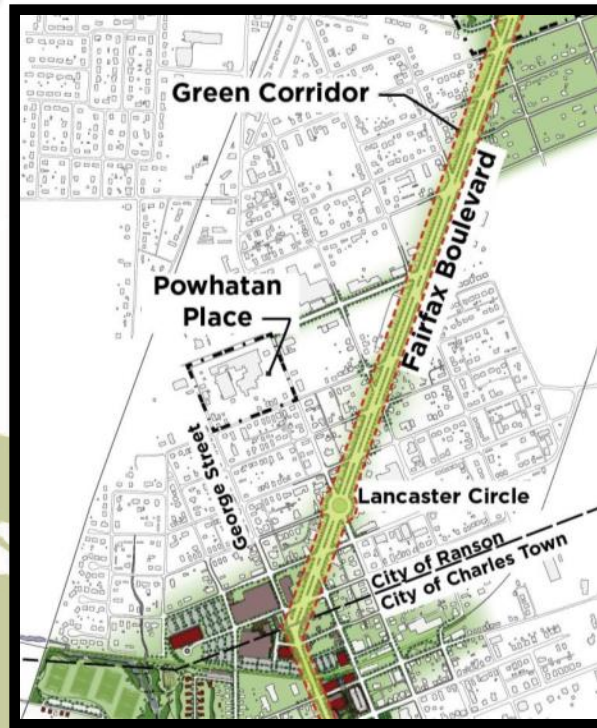 Green Corridor
Fairfax Boulevard
Powhatan
Place
George Street
Lancaster Circle
City of Ranson
City of Charles Town